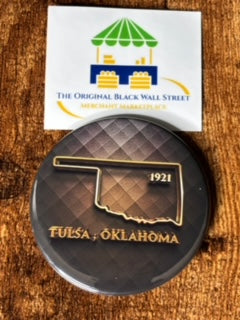 THE ORIGINAL BLACK WALL STREET
MERCHANT MARKETPLACE
1921
TULSA, OKLAHOMA